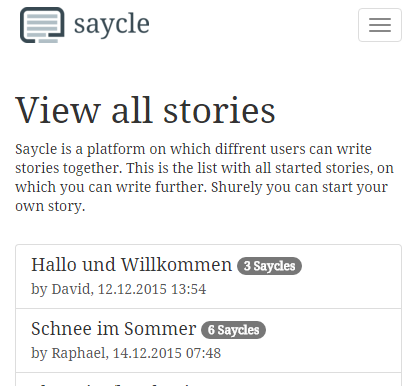 saycle
View all stories
Saycle is a platform on which diffrent users can write
stories together. This is the list with all started stories, on
which you can write further. Shurely you can start your
own story.
Hallo und Willkommen 3 Saycles
by David, 12.12.2015 13:54
Schnee im Sommer 6 Saycles
by Raphael, 14.12.2015 07:48